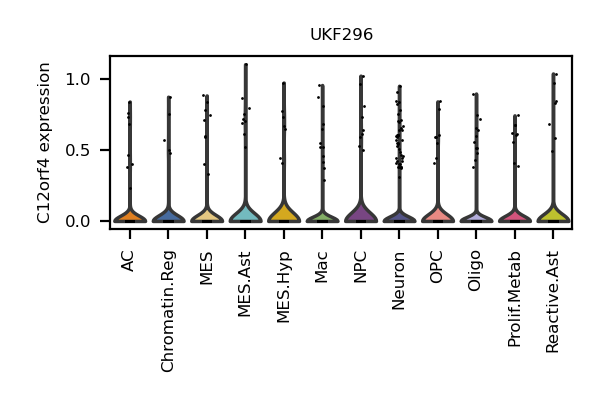 UKF296
C12orf4 expression
1.0
0.5
0.0
AC
Chromatin.Reg
MES
MES.Ast
MES.Hyp
Mac
NPC
Neuron
OPC
Oligo
Prolif.Metab
Reactive.Ast